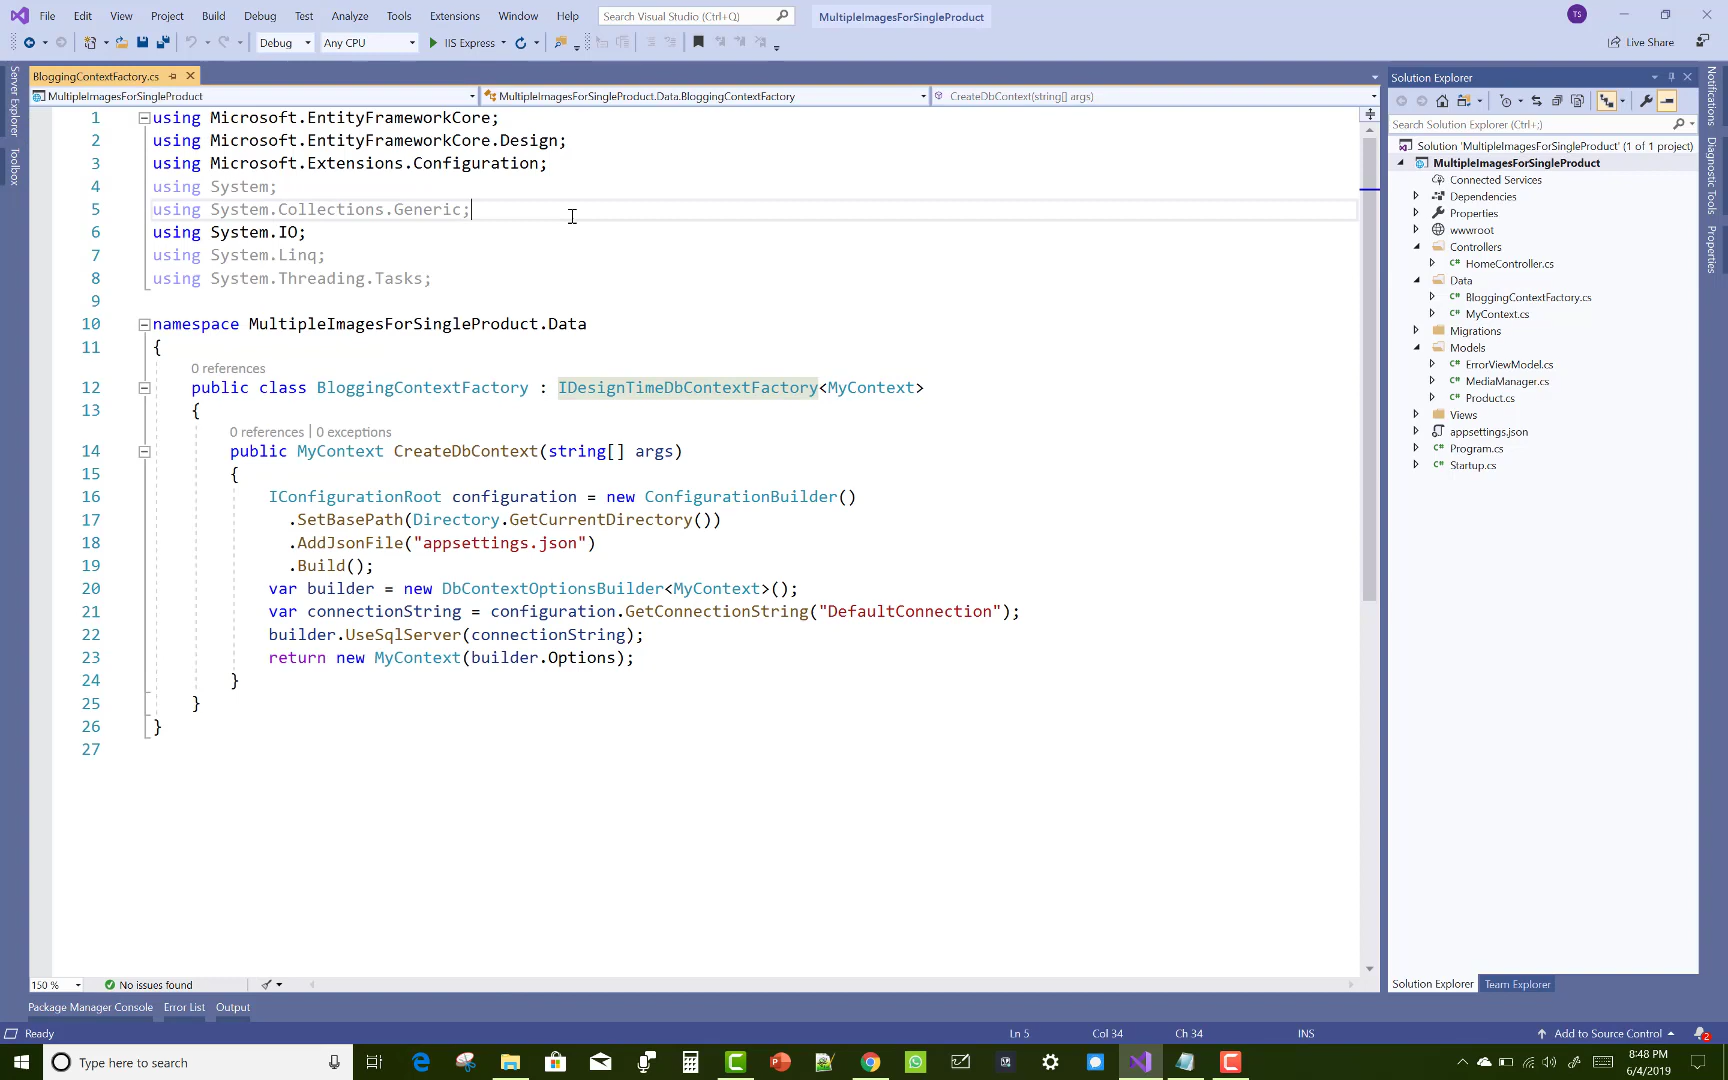 File Edit View Project Build Debug Test Analyze Tools Extensions Window Help Search Visual Studio (Ctrl+Q) MultipleImagesForSingleProduct TS
Debug Any CPU IIS Express Live Share
Server Explorer
Toolbox
BloggingContextFactory.cs
MultipleImagesForSingleProduct MultipleImagesForSingleProduct.Data.BloggingContextFactory CreateDbContext(string[] args)
1 using Microsoft.EntityFrameworkCore;
2 using Microsoft.EntityFrameworkCore.Design;
3 using Microsoft.Extensions.Configuration;
4 using System;
5 using System.Collections.Generic;
6 using System.IO;
7 using System.Linq;
8 using System.Threading.Tasks;
9
10 namespace MultipleImagesForSingleProduct.Data
11 {
0 references
12 public class BloggingContextFactory : IDesignTimeDbContextFactory<MyContext>
13 {
0 references | 0 exceptions
14 public MyContext CreateDbContext(string[] args)
15 {
16 IConfigurationRoot configuration = new ConfigurationBuilder()
17 .SetBasePath(Directory.GetCurrentDirectory())
18 .AddJsonFile("appsettings.json")
19 .Build();
20 var builder = new DbContextOptionsBuilder<MyContext>();
21 var connectionString = configuration.GetConnectionString("DefaultConnection");
22 builder.UseSqlServer(connectionString);
23 return new MyContext(builder.Options);
24 }
25 }
26 }
27
150 % No issues found
Package Manager Console Error List Output
Solution Explorer
Search Solution Explorer (Ctrl+;)
Solution 'MultipleImagesForSingleProduct' (1 of 1 project)
MultipleImagesForSingleProduct
Connected Services
Dependencies
Properties
wwwroot
Controllers
C# HomeController.cs
Data
C# BloggingContextFactory.cs
C# MyContext.cs
Migrations
Models
C# ErrorViewModel.cs
C# MediaManager.cs
C# Product.cs
Views
appsettings.json
C# Program.cs
C# Startup.cs
Solution Explorer Team Explorer
Notifications
Diagnostic Tools
Properties
Ready Ln 5 Col 34 Ch 34 INS Add to Source Control 2
Type here to search 8:48 PM
6/4/2019